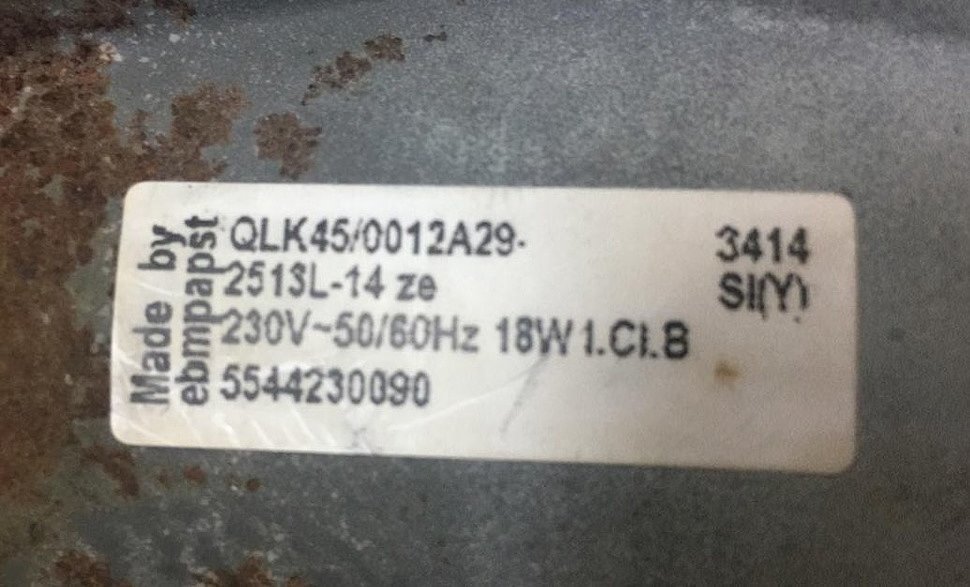 Made by
ebmpapst
QLK45/0012A29-
2513L-14 ze
230V~50/60Hz 18W I.Cl.B
5544230090
3414
SI(Y)